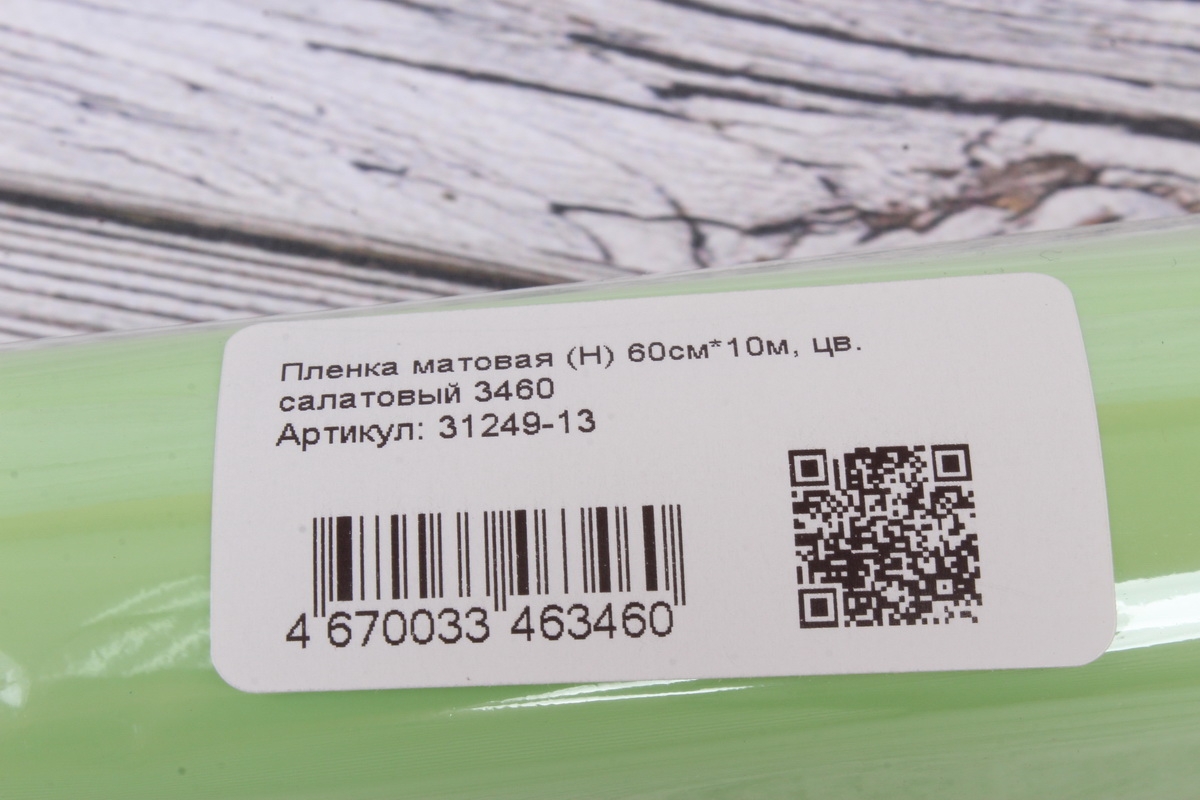 Пленка матовая (Н) 60см*10м, цв.
салатовый 3460
Артикул: 31249-13
4 670033 463460